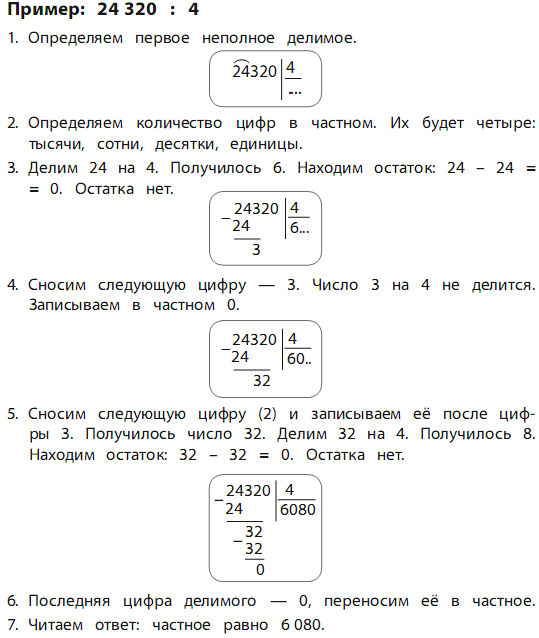 Пример: 24 320 : 4
1. Определяем первое неполное делимое.
24320 4
....
2. Определяем количество цифр в частном. Их будет четыре:
тысячи, сотни, десятки, единицы.
3. Делим 24 на 4. Получилось 6. Находим остаток: 24 – 24 =
= 0. Остатка нет.
– 24320 4
24 6...
3
4. Сносим следующую цифру — 3. Число 3 на 4 не делится.
Записываем в частном 0.
– 24320 4
24 60..
32
5. Сносим следующую цифру (2) и записываем её после циф-
ры 3. Получилось число 32. Делим 32 на 4. Получилось 8.
Находим остаток: 32 – 32 = 0. Остатка нет.
– 24320 4
24 6080
– 32
32
0
6. Последняя цифра делимого — 0, переносим её в частное.
7. Читаем ответ: частное равно 6 080.